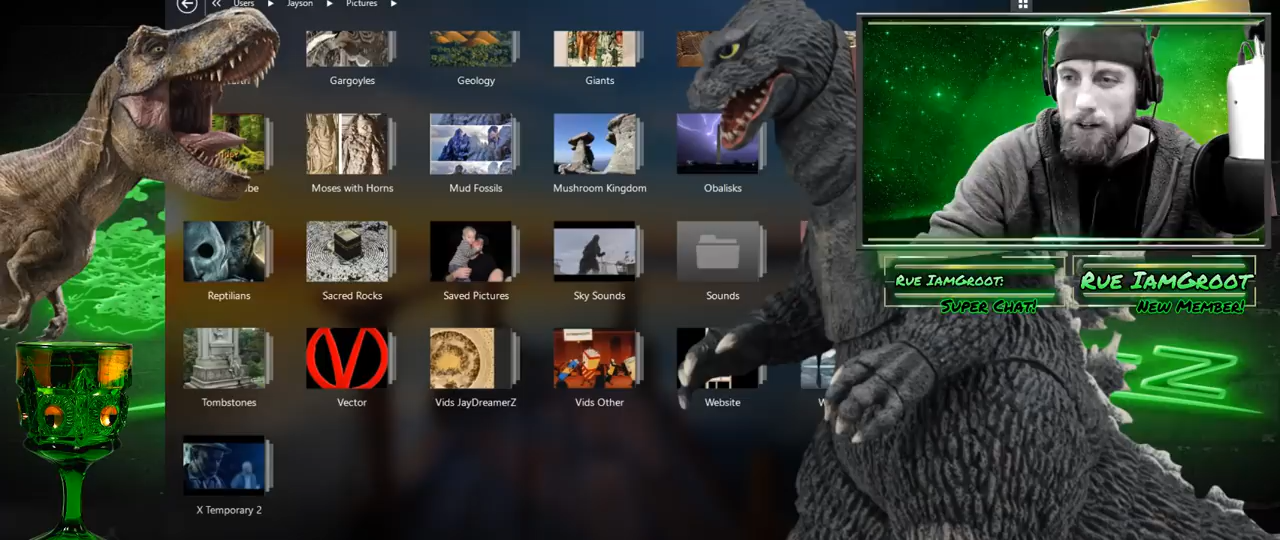 Users ▶ Jayson ▶ Pictures ▶
Gargoyles
Geology
Giants
Moses with Horns
Mud Fossils
Mushroom Kingdom
Obalisks
Reptilians
Sacred Rocks
Saved Pictures
Sky Sounds
Sounds
Tombstones
Vector
Vids JayDreamerZ
Vids Other
Website
X Temporary 2
Rue IamGroot:
Super Chat!
Rue IamGroot
New Member!
Z